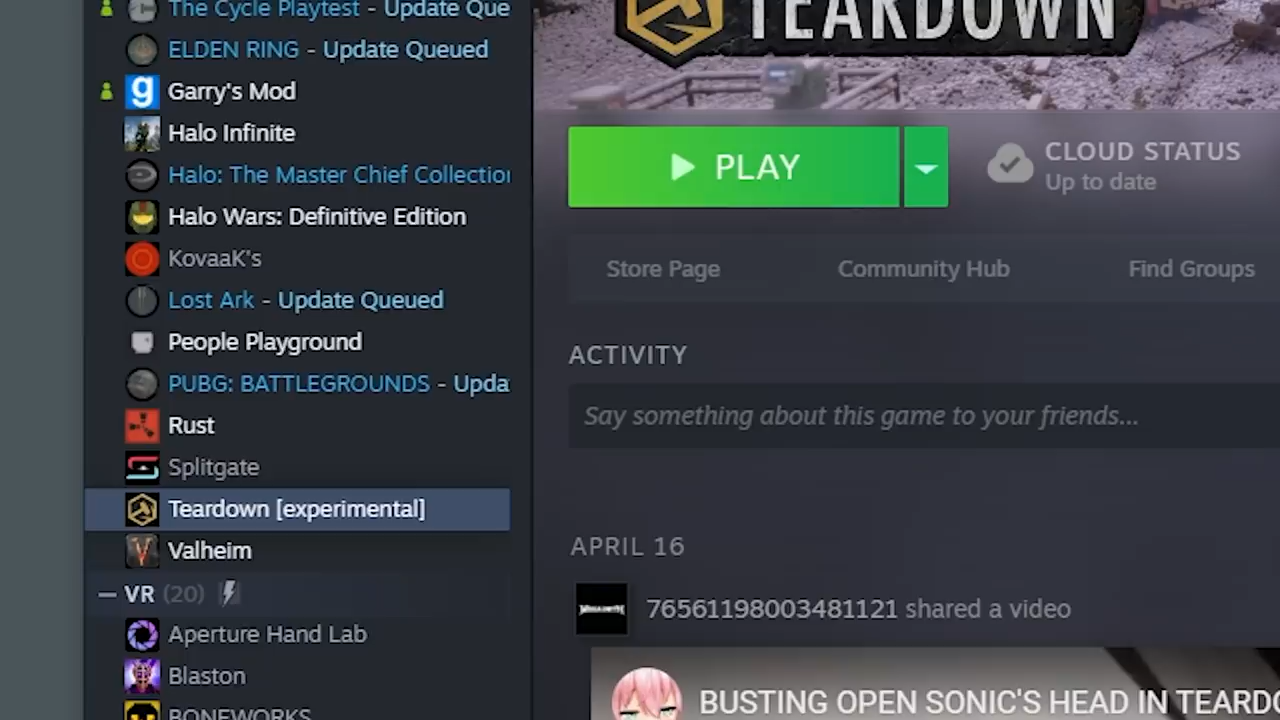 The Cycle Playtest - Update Que
ELDEN RING - Update Queued
Garry's Mod
Halo Infinite
Halo: The Master Chief Collection
Halo Wars: Definitive Edition
KovaaK's
Lost Ark - Update Queued
People Playground
PUBG: BATTLEGROUNDS - Upda
Rust
Splitgate
Teardown [experimental]
Valheim
VR (20)
Aperture Hand Lab
Blaston
BONEWORKS
TEARDOWN
PLAY
CLOUD STATUS
Up to date
Store Page
Community Hub
Find Groups
ACTIVITY
Say something about this game to your friends...
APRIL 16
76561198003481121 shared a video
BUSTING OPEN SONIC'S HEAD IN TEARDO